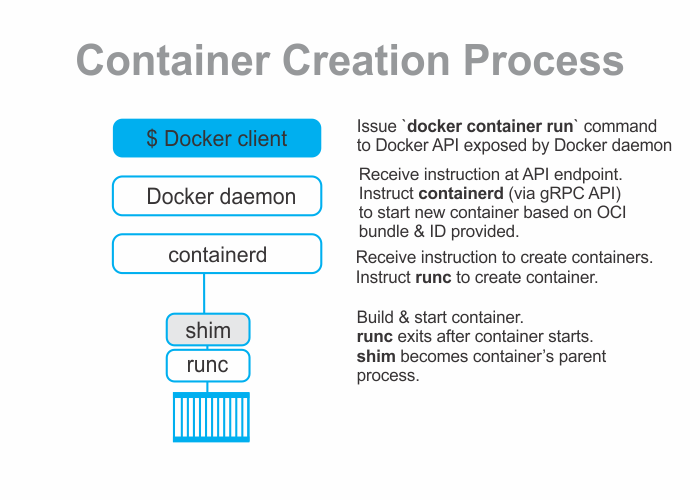 Container Creation Process
$ Docker client
Issue `docker container run` command
to Docker API exposed by Docker daemon
Docker daemon
Receive instruction at API endpoint.
Instruct containerd (via gRPC API)
to start new container based on OCI
bundle & ID provided.
containerd
Receive instruction to create containers.
Instruct runc to create container.
shim
runc
Build & start container.
runc exits after container starts.
shim becomes container’s parent
process.